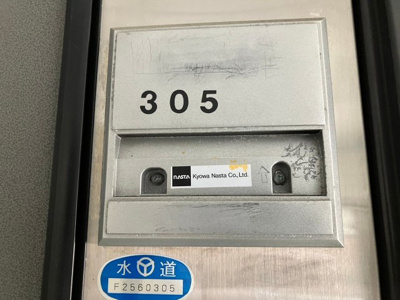 305
nasta Kyowa Nasta Co., Ltd.
水 道
F2560305